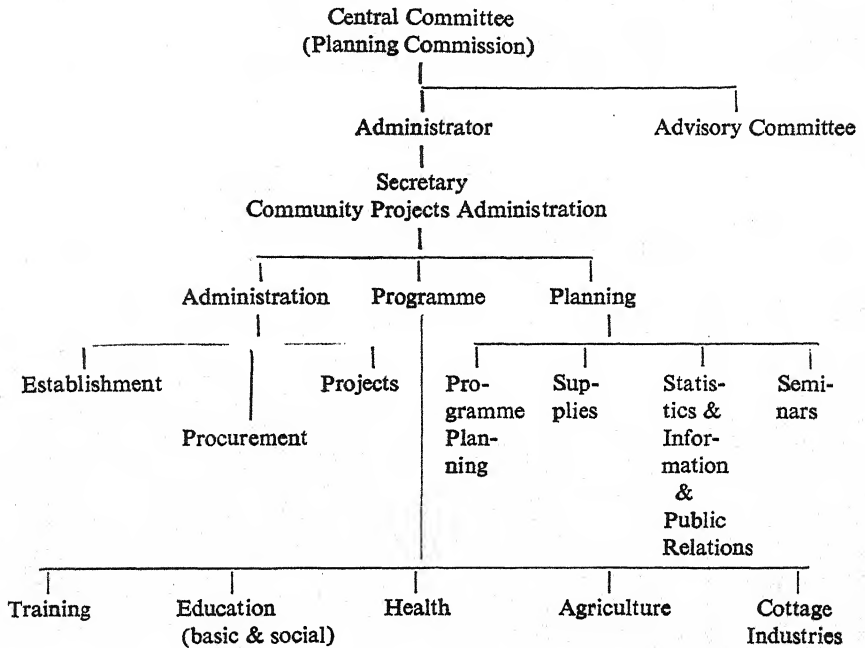 Central Committee
(Planning Commission)
Administrator
Advisory Committee
Secretary
Community Projects Administration
Administration
Programme
Planning
Establishment
Procurement
Projects
Pro-
gramme
Plan-
ning
Sup-
plies
Statis-
tics &
Infor-
mation
&
Public
Relations
Semi-
nars
Training
Education
(basic & social)
Health
Agriculture
Cottage
Industries